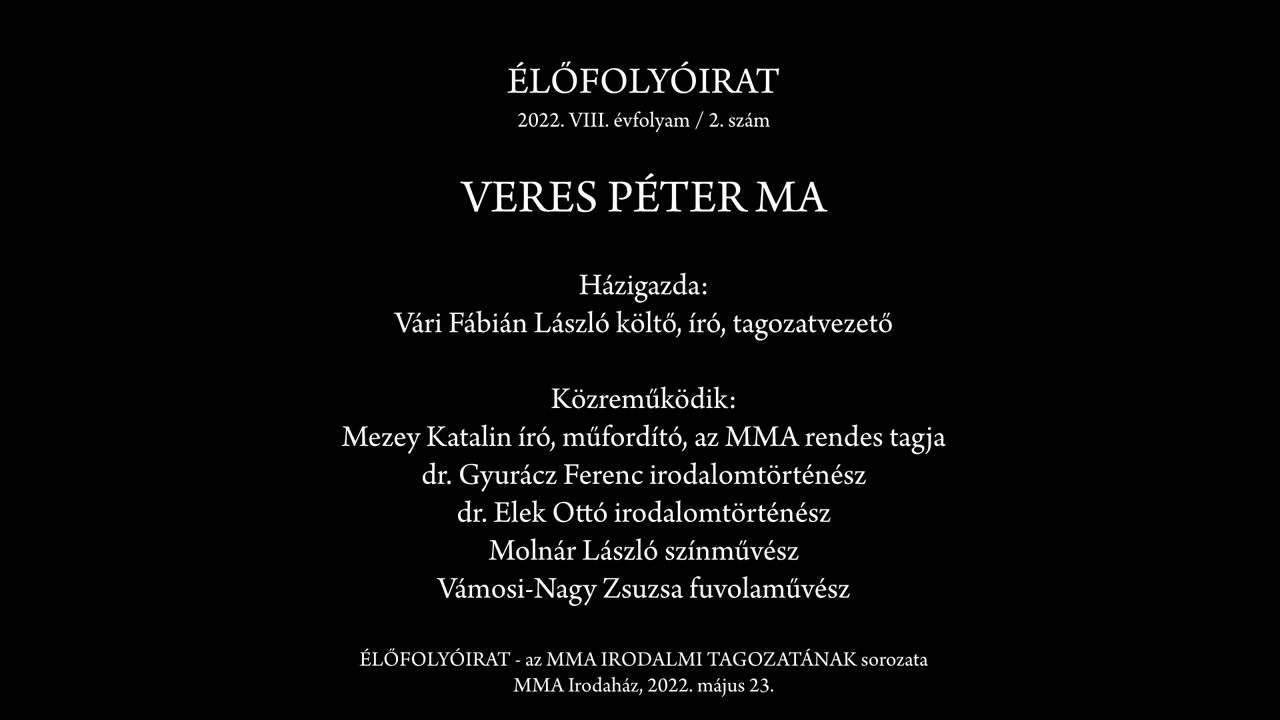 ÉLŐFOLYÓIRAT
2022. VIII. évfolyam / 2. szám
VERES PÉTER MA
Házigazda:
Vári Fábián László költő, író, tagozatvezető
Közreműködik:
Mezey Katalin író, műfordító, az MMA rendes tagja
dr. Gyurácz Ferenc irodalomtörténész
dr. Elek Ottó irodalomtörténész
Molnár László színművész
Vámosi-Nagy Zsuzsa fuvolaművész
ÉLŐFOLYÓIRAT - az MMA IRODALMI TAGOZATÁNAK sorozata
MMA Irodaház, 2022. május 23.